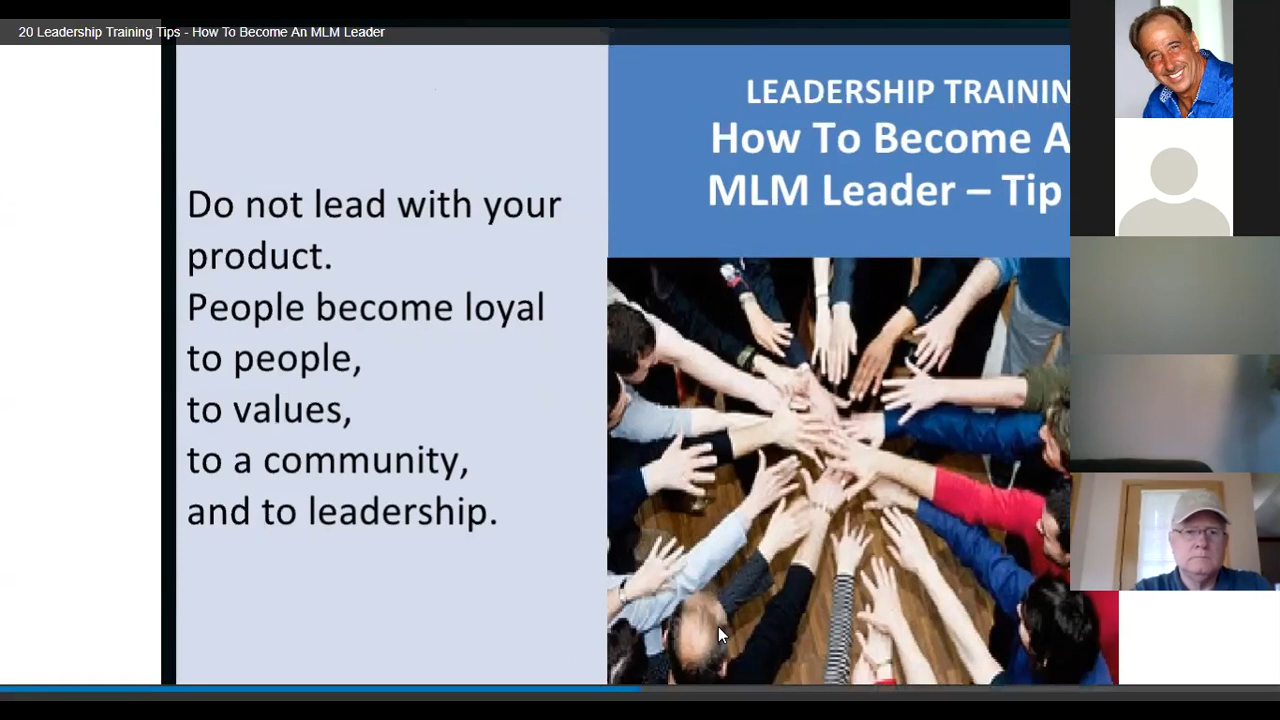 20 Leadership Training Tips - How To Become An MLM Leader
Do not lead with your
product.
People become loyal
to people,
to values,
to a community,
and to leadership.
LEADERSHIP TRAININ
How To Become A
MLM Leader – Tip